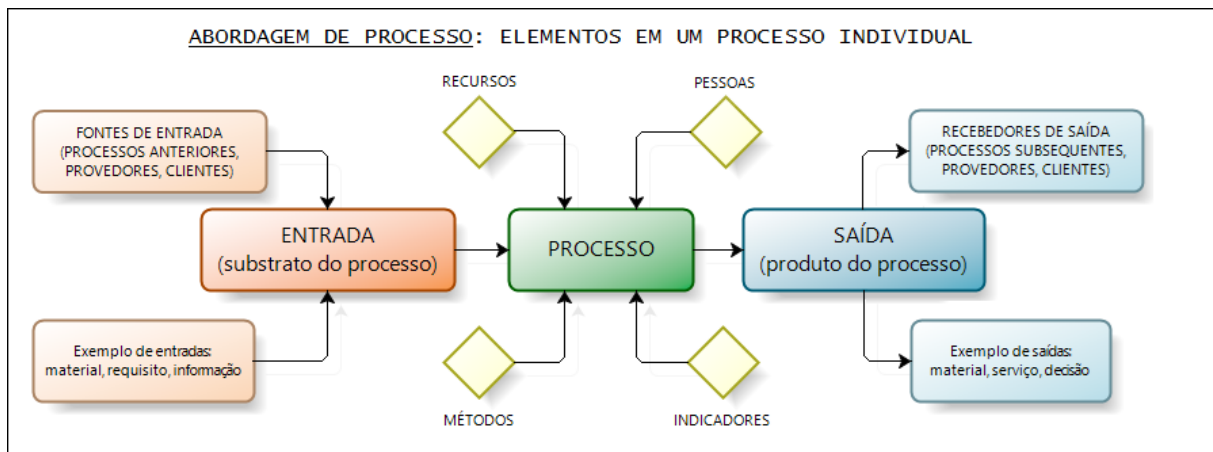 ABORDAGEM DE PROCESSO: ELEMENTOS EM UM PROCESSO INDIVIDUAL
RECURSOS
PESSOAS
FONTES DE ENTRADA
(PROCESSOS ANTERIORES,
PROVEDORES, CLIENTES)
RECEBEDORES DE SAÍDA
(PROCESSOS SUBSEQUENTES,
PROVEDORES, CLIENTES)
ENTRADA
(substrato do processo)
PROCESSO
SAÍDA
(produto do processo)
Exemplo de entradas:
material, requisito, informação
Exemplo de saídas:
material, serviço, decisão
MÉTODOS
INDICADORES